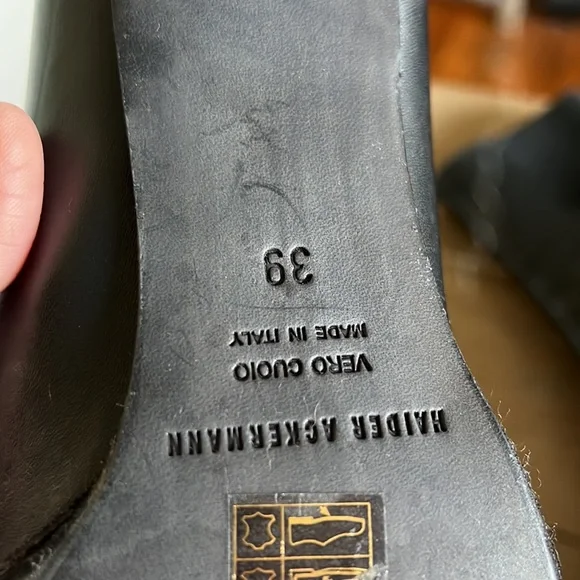 HAIDER ACKERMANN
VERO CUOIO
MADE IN ITALY
39